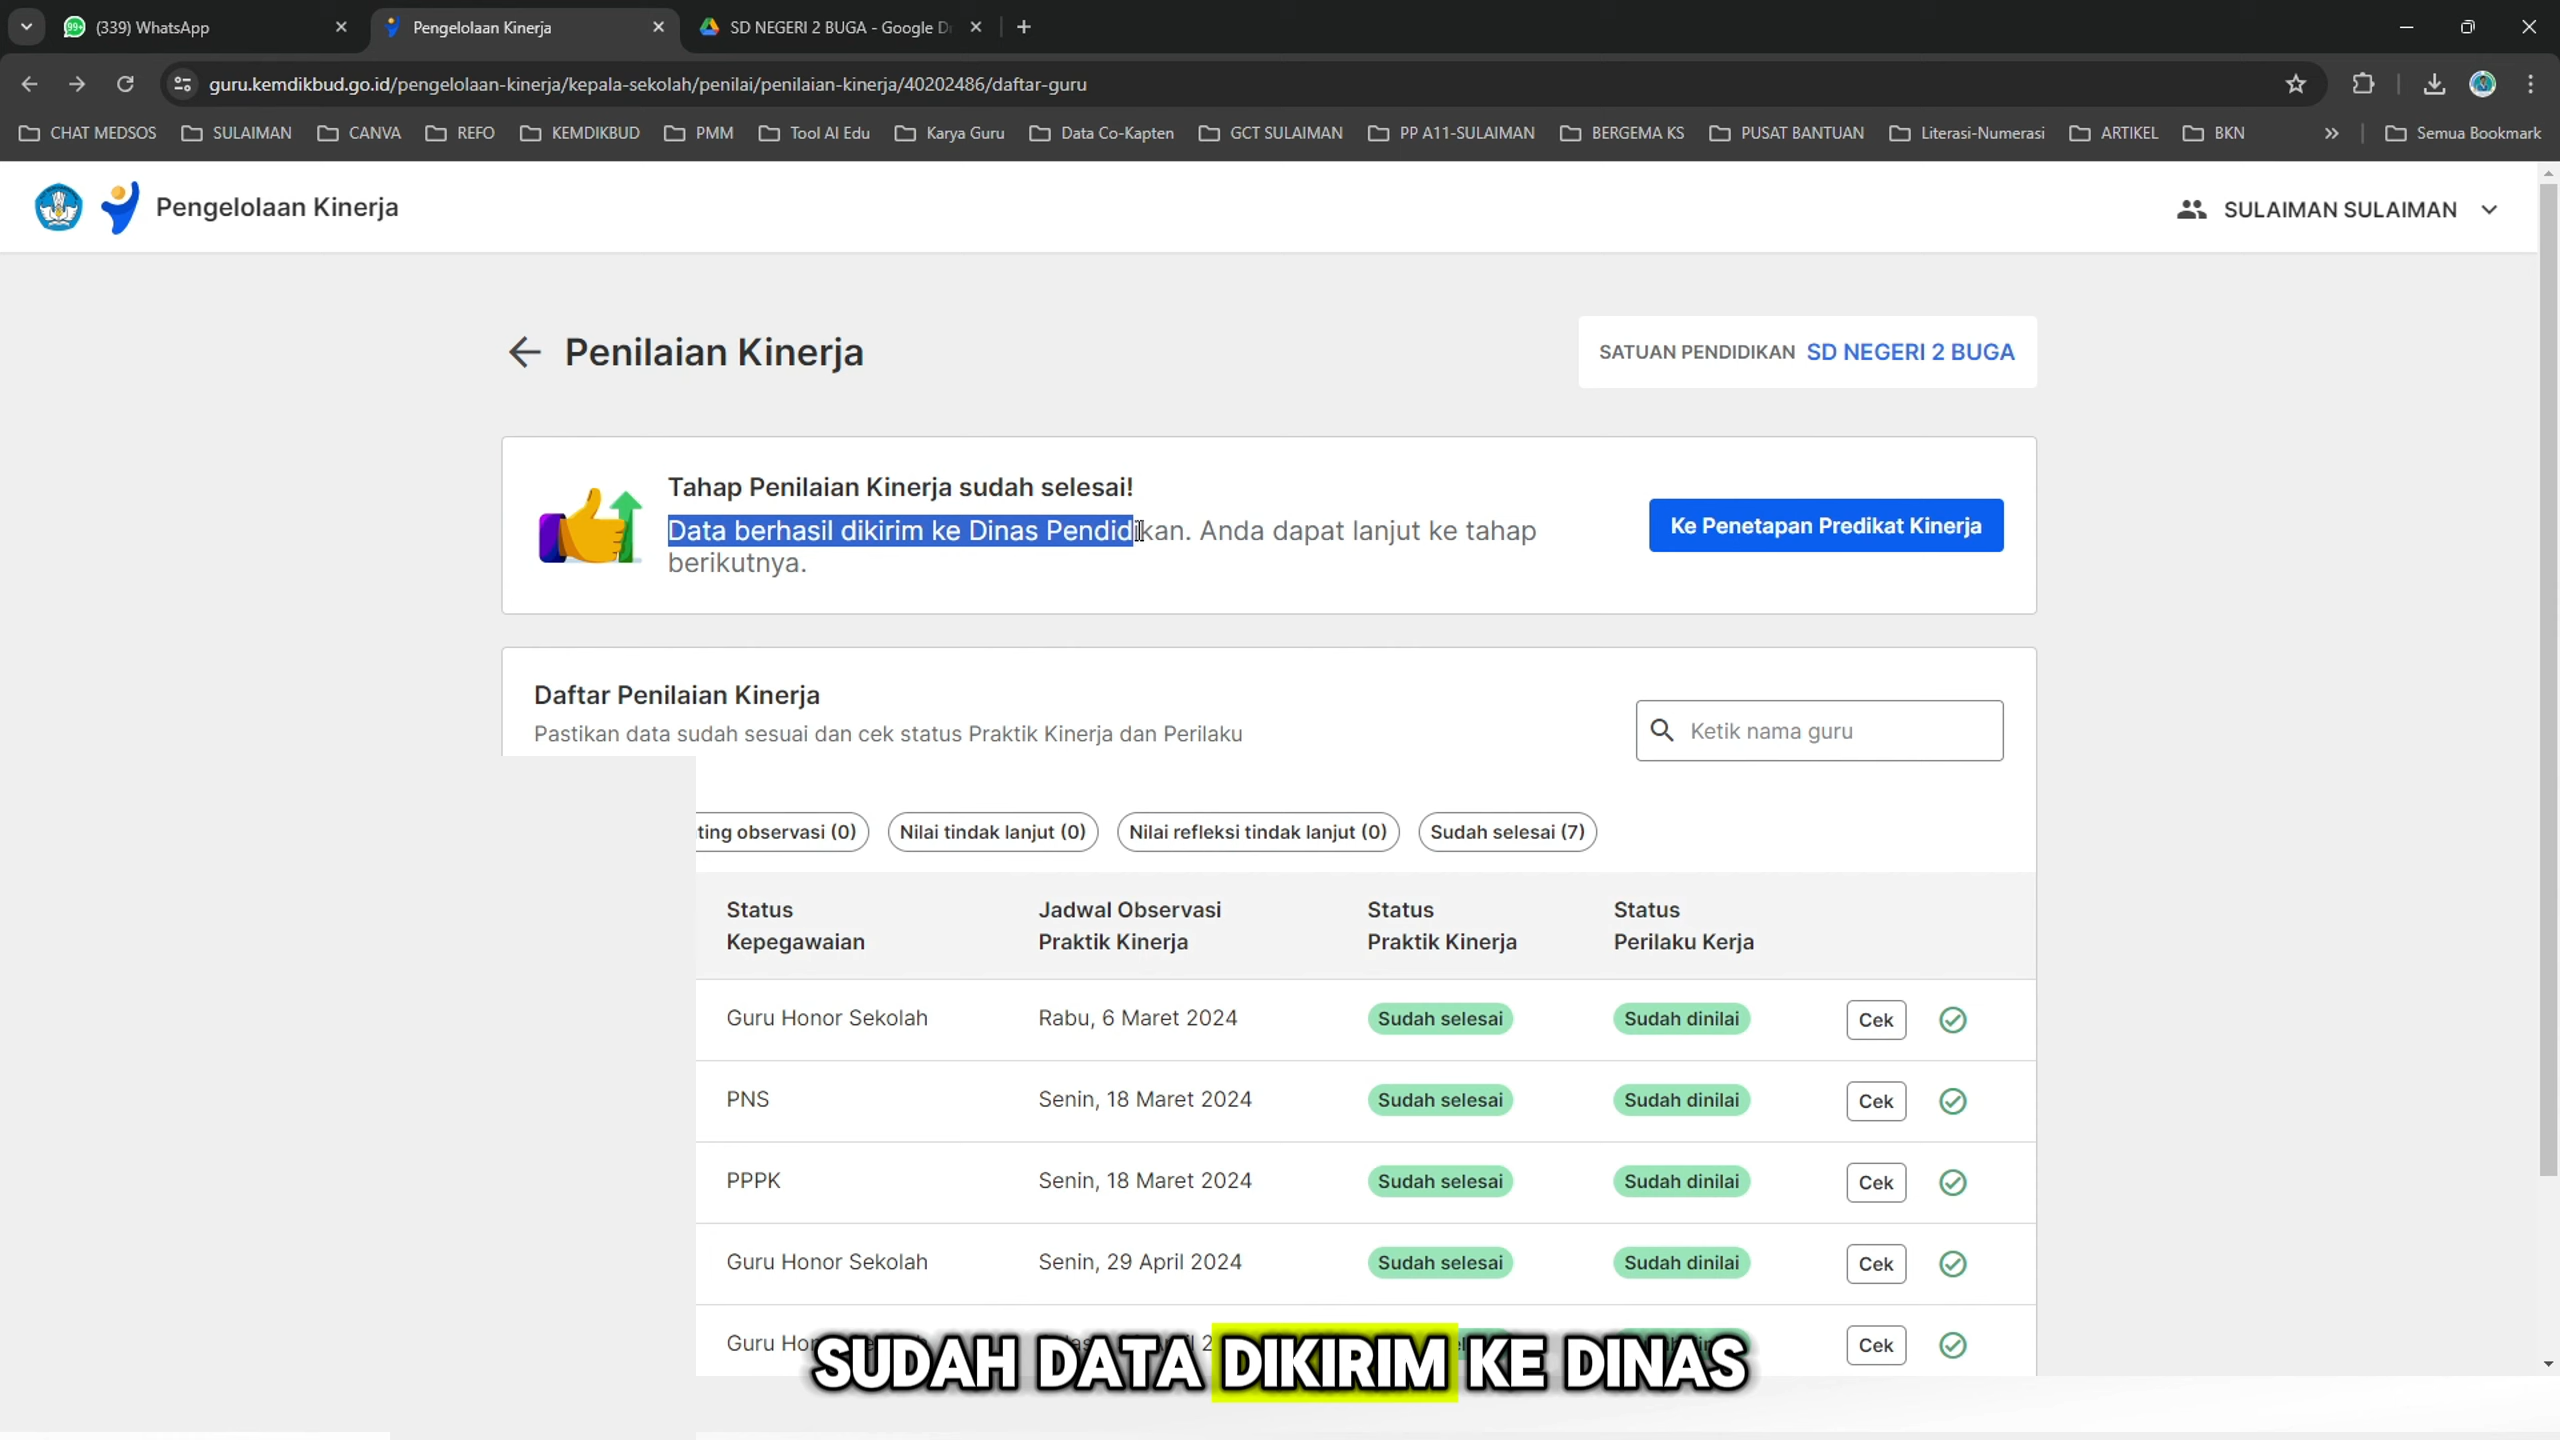 (339) WhatsApp
Pengelolaan Kinerja
SD NEGERI 2 BUGA - Google D
guru.kemdikbud.go.id/pengelolaan-kinerja/kepala-sekolah/penilai/penilaian-kinerja/40202486/daftar-guru
CHAT MEDSOS SULAIMAN CANVA REFO KEMDIKBUD PMM Tool AI Edu Karya Guru Data Co-Kapten GCT SULAIMAN PP A11-SULAIMAN BERGEMA KS PUSAT BANTUAN Literasi-Numerasi ARTIKEL BKN » Semua Bookmark
Pengelolaan Kinerja
SULAIMAN SULAIMAN
Penilaian Kinerja
SATUAN PENDIDIKAN SD NEGERI 2 BUGA
Tahap Penilaian Kinerja sudah selesai!
Data berhasil dikirim ke Dinas Pendidikan. Anda dapat lanjut ke tahap
berikutnya.
Ke Penetapan Predikat Kinerja
Daftar Penilaian Kinerja
Pastikan data sudah sesuai dan cek status Praktik Kinerja dan Perilaku
Ketik nama guru
ting observasi (0) Nilai tindak lanjut (0) Nilai refleksi tindak lanjut (0) Sudah selesai (7)
Status Kepegawaian
Jadwal Observasi Praktik Kinerja
Status Praktik Kinerja
Status Perilaku Kerja
Guru Honor Sekolah Rabu, 6 Maret 2024 Sudah selesai Sudah dinilai Cek
PNS Senin, 18 Maret 2024 Sudah selesai Sudah dinilai Cek
PPPK Senin, 18 Maret 2024 Sudah selesai Sudah dinilai Cek
Guru Honor Sekolah Senin, 29 April 2024 Sudah selesai Sudah dinilai Cek
Guru Cek
SUDAH DATA DIKIRIM KE DINAS